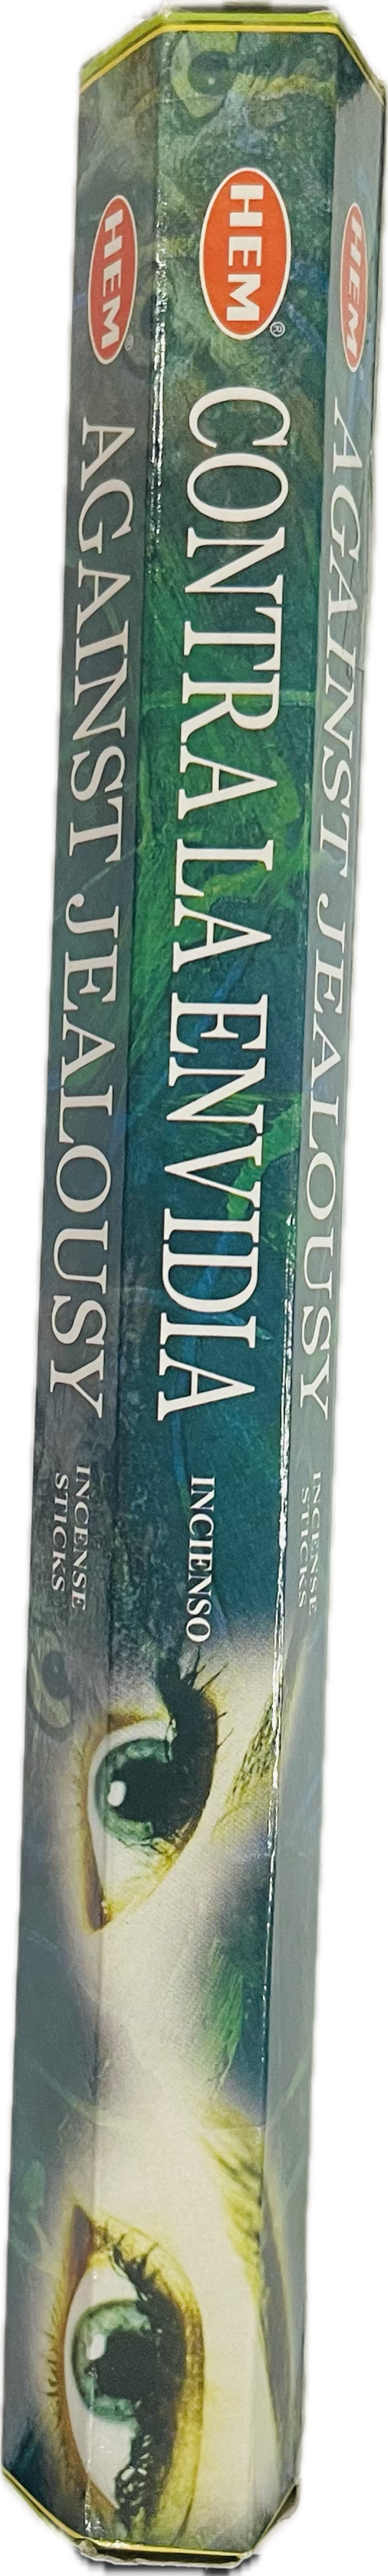 HEM
AGAINST JEALOUSY
INCENSE
STICKS
HEM®
CONTRA LA ENVIDIA
INCIENSO
HEM
AGAINST JEALOUSY
INCENSE
STICKS